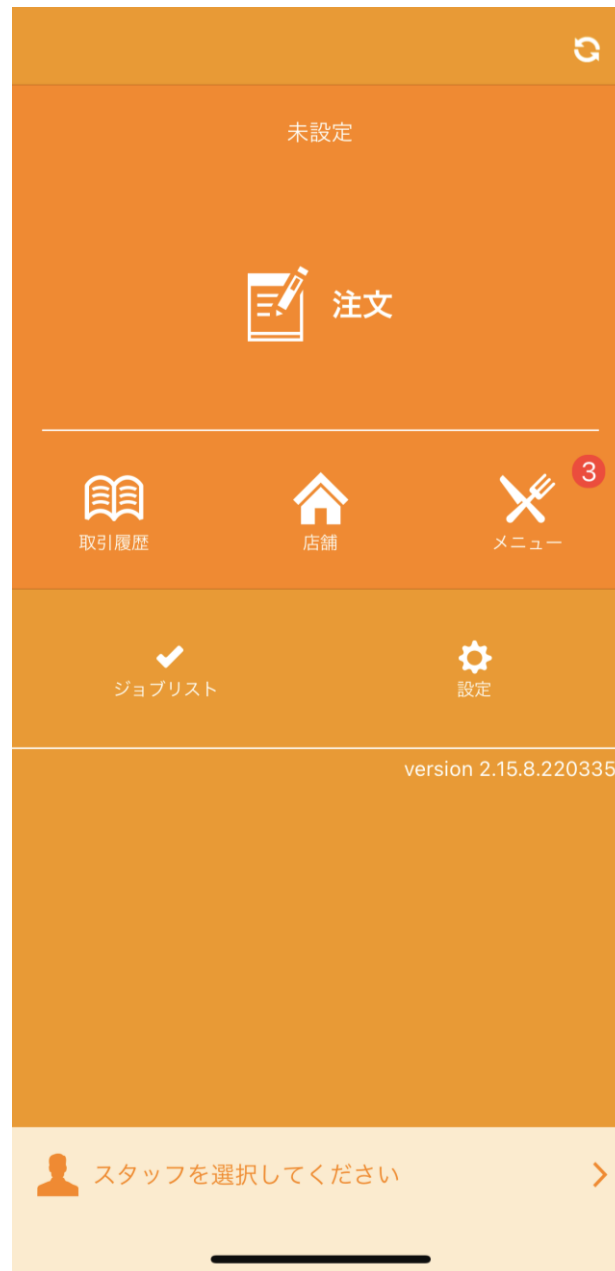 未設定
注文
3
取引履歴
店舗
メニュー
ジョブリスト
設定
version 2.15.8.220335
スタッフを選択してください